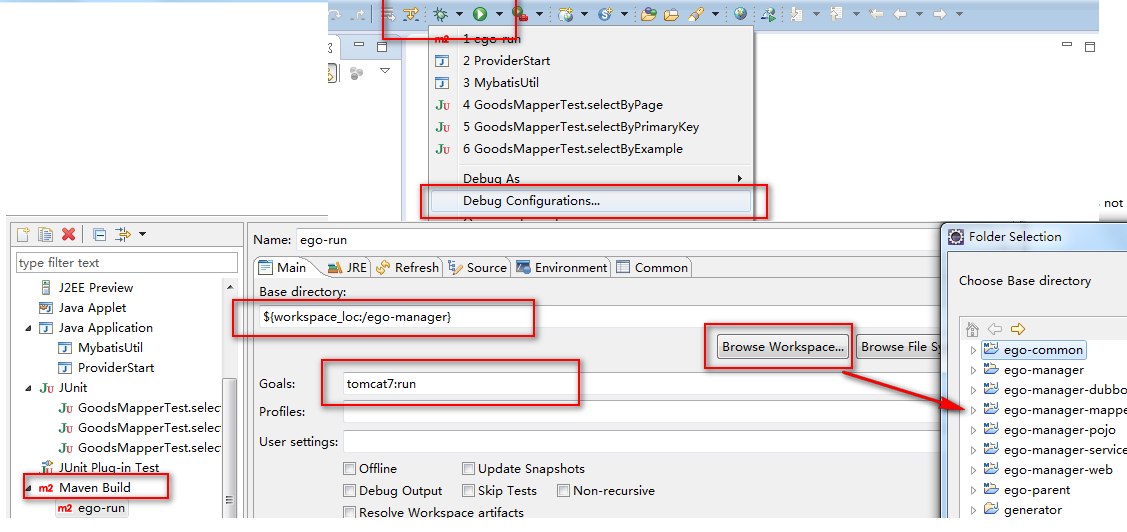 1 ego-run
2 ProviderStart
3 MybatisUtil
4 GoodsMapperTest.selectByPage
5 GoodsMapperTest.selectByPrimaryKey
6 GoodsMapperTest.selectByExample
Debug As
Debug Configurations...
s not
type filter text
J2EE Preview
Java Applet
Java Application
MybatisUtil
ProviderStart
JUnit
GoodsMapperTest.selec
GoodsMapperTest.selec
GoodsMapperTest.selec
JUnit Plug-in Test
m2 Maven Build
m2 ego-run
Name: ego-run
Main JRE Refresh Source Environment Common
Base directory:
${workspace_loc:/ego-manager}
Browse Workspace... Browse File Sy
Goals: tomcat7:run
Profiles:
User settings:
Offline Update Snapshots
Debug Output Skip Tests Non-recursive
Resolve Workspace artifacts
Folder Selection
Choose Base directory
ego-common
ego-manager
ego-manager-dubbo
ego-manager-mappe
ego-manager-pojo
ego-manager-service
ego-manager-web
ego-parent
generator